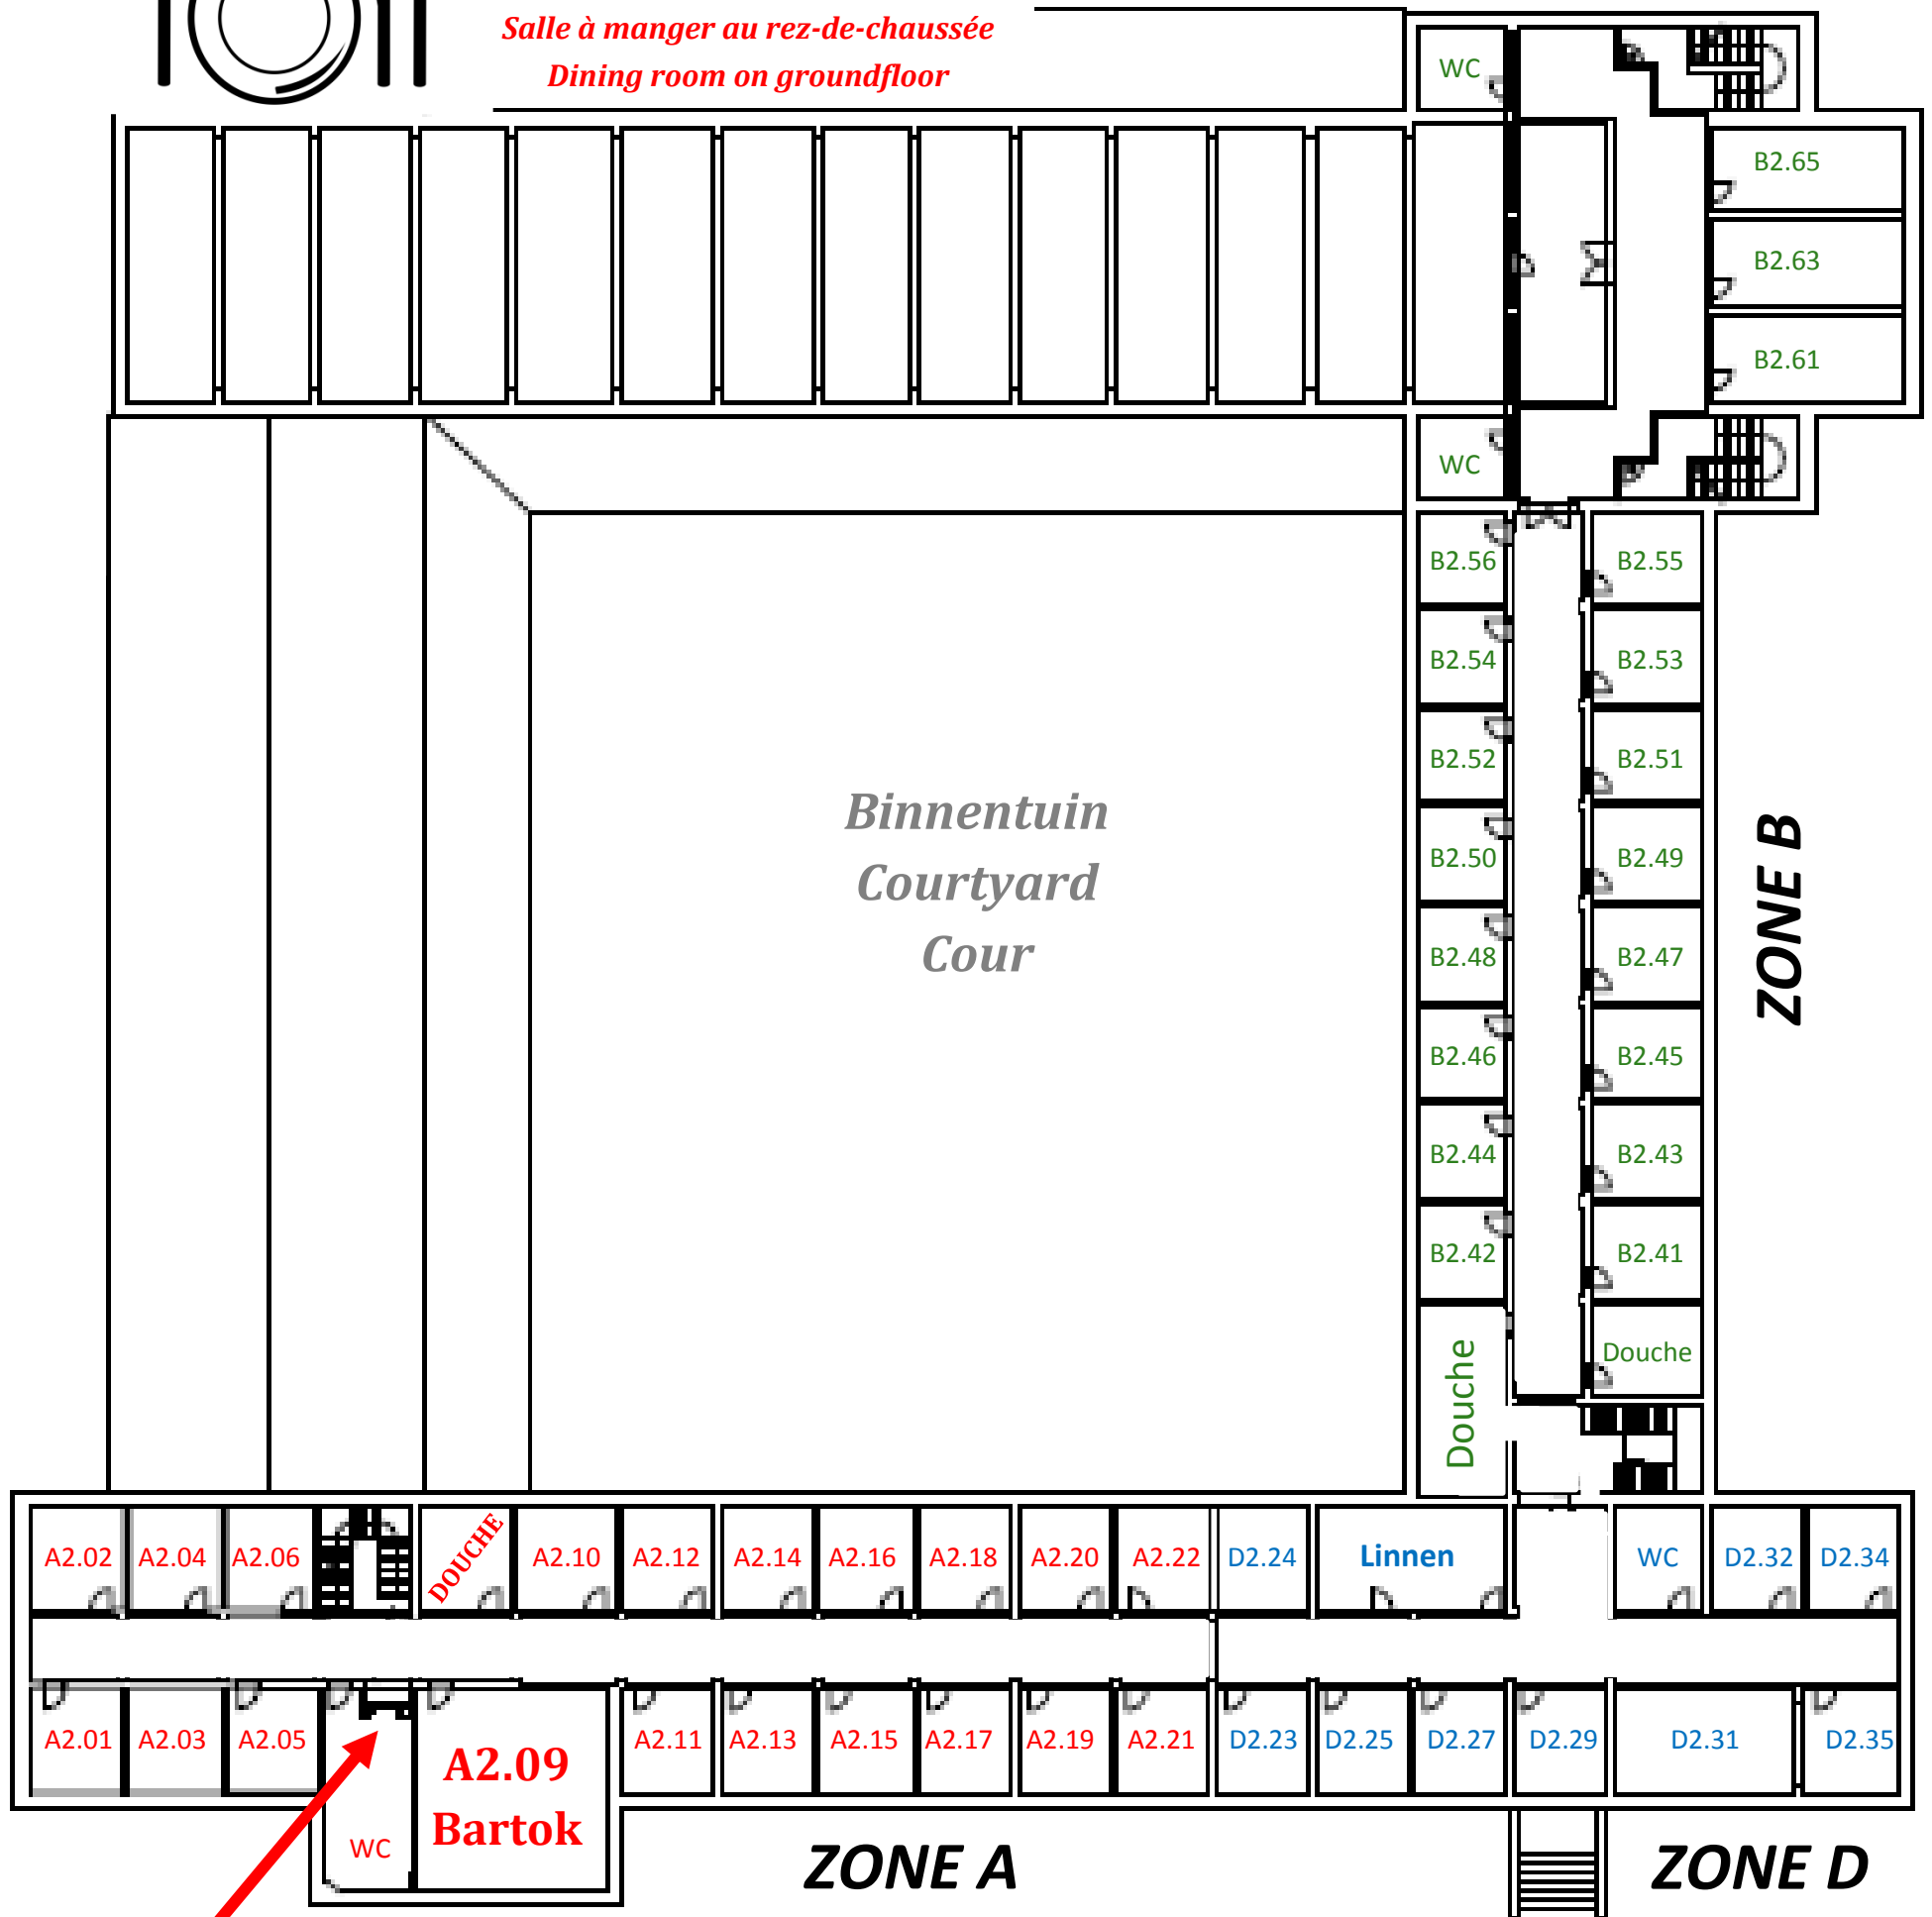 Salle à manger au rez-de-chaussée
Dining room on groundfloor
WC
B2.65
B2.63
B2.61
WC
B2.56 B2.55
B2.54 B2.53
B2.52 B2.51
B2.50 B2.49
B2.48 B2.47
B2.46 B2.45
B2.44 B2.43
B2.42 B2.41
Douche Douche
Binnentuin
Courtyard
Cour
ZONE B
A2.02 A2.04 A2.06 DOUCHE A2.10 A2.12 A2.14 A2.16 A2.18 A2.20 A2.22 D2.24 Linnen WC D2.32 D2.34
A2.01 A2.03 A2.05 A2.11 A2.13 A2.15 A2.17 A2.19 A2.21 D2.23 D2.25 D2.27 D2.29 D2.31 D2.35
A2.09
Bartok
WC
ZONE A
ZONE D